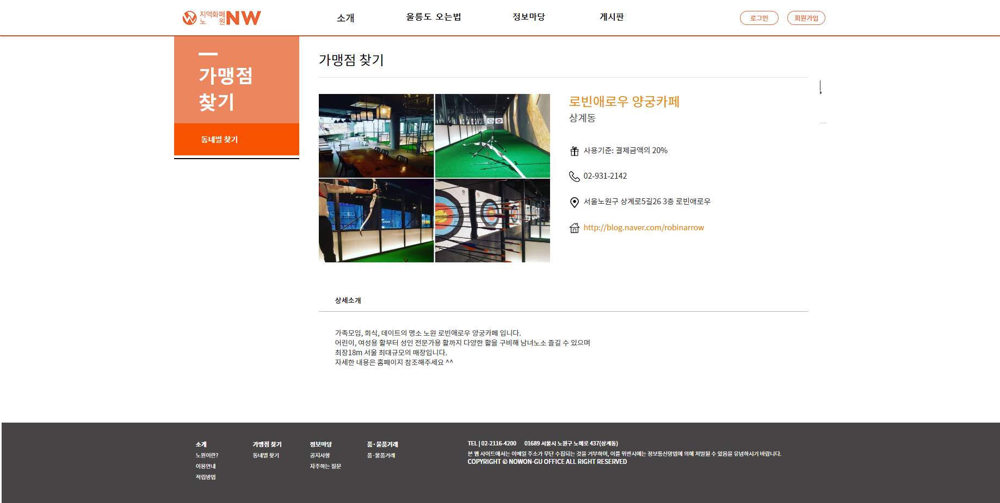 지역화폐
노 원 NW
소개
울릉도 오는법
정보마당
게시판
로그인
회원가입
가맹점
찾기
동네별 찾기
가맹점 찾기
로빈애로우 양궁카페
상계동
사용기준: 결제금액의 20%
02-931-2142
서울노원구 상계로5길26 3층 로빈애로우
http://blog.naver.com/robinarrow
상세소개
가족모임, 회식, 데이트의 명소 노원 로빈애로우 양궁카페 입니다.
어린이, 여성용 활부터 성인 전문가용 활까지 다양한 활을 구비해 남녀노소 즐길 수 있으며
최장18m 서울 최대규모의 매장입니다.
자세한 내용은 홈페이지 참조해주세요 ^^
소개
노원이란?
이용안내
적립방법
가맹점 찾기
동네별 찾기
정보마당
공지사항
자주하는 질문
품·물품거래
품·물품거래
TEL | 02-2116-4200 01689 서울시 노원구 노해로 437(상계동)
본 웹 사이트에서는 이메일 주소가 무단 수집되는 것을 거부하며, 이를 위반시에는 정보통신망법에 의해 처벌될 수 있음을 유념하시기 바랍니다.
COPYRIGHT © NOWON-GU OFFICE ALL RIGHT RESERVED